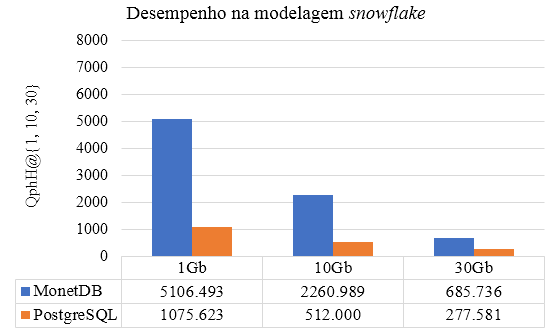 Desempenho na modelagem snowflake
QphH@{1, 10, 30}
8000
7000
6000
5000
4000
3000
2000
1000
0
1Gb 10Gb 30Gb
MonetDB 5106.493 2260.989 685.736
PostgreSQL 1075.623 512.000 277.581